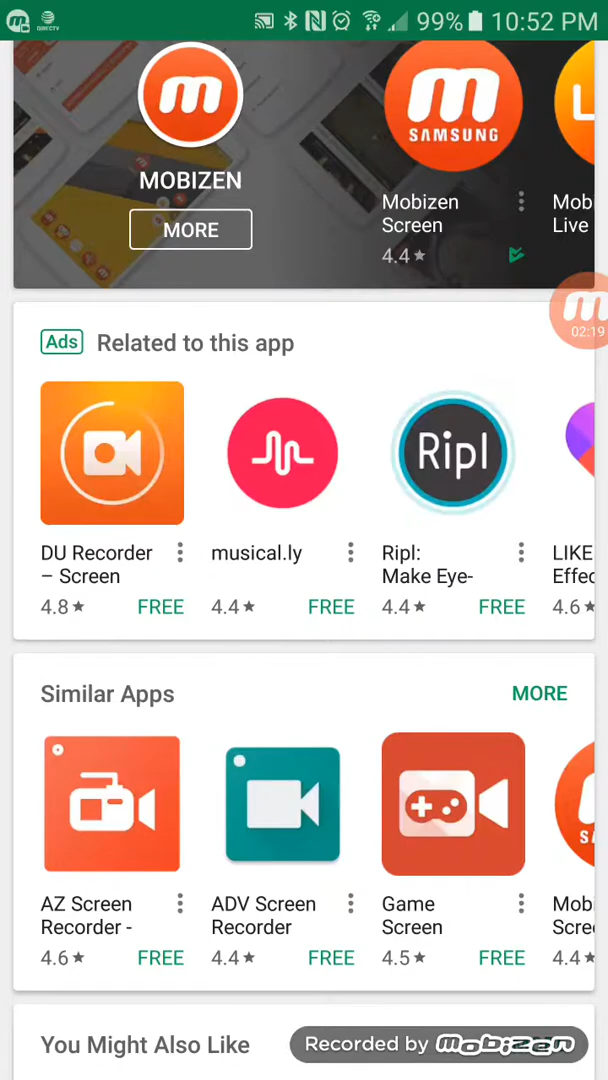 DIRECTV
99% 10:52 PM
SAMSUNG
MOBIZEN
MORE
Mobizen
Screen
4.4
Mob
Live
02:19
Ads Related to this app
Ripl
DU Recorder
– Screen
4.8 FREE
musical.ly
4.4 FREE
Ripl:
Make Eye-
4.4 FREE
LIKE
Effec
4.6
Similar Apps MORE
AZ Screen
Recorder -
4.6 FREE
ADV Screen
Recorder
4.4 FREE
Game
Screen
4.5 FREE
Mob
Scree
4.4
You Might Also Like
Recorded by mobizen